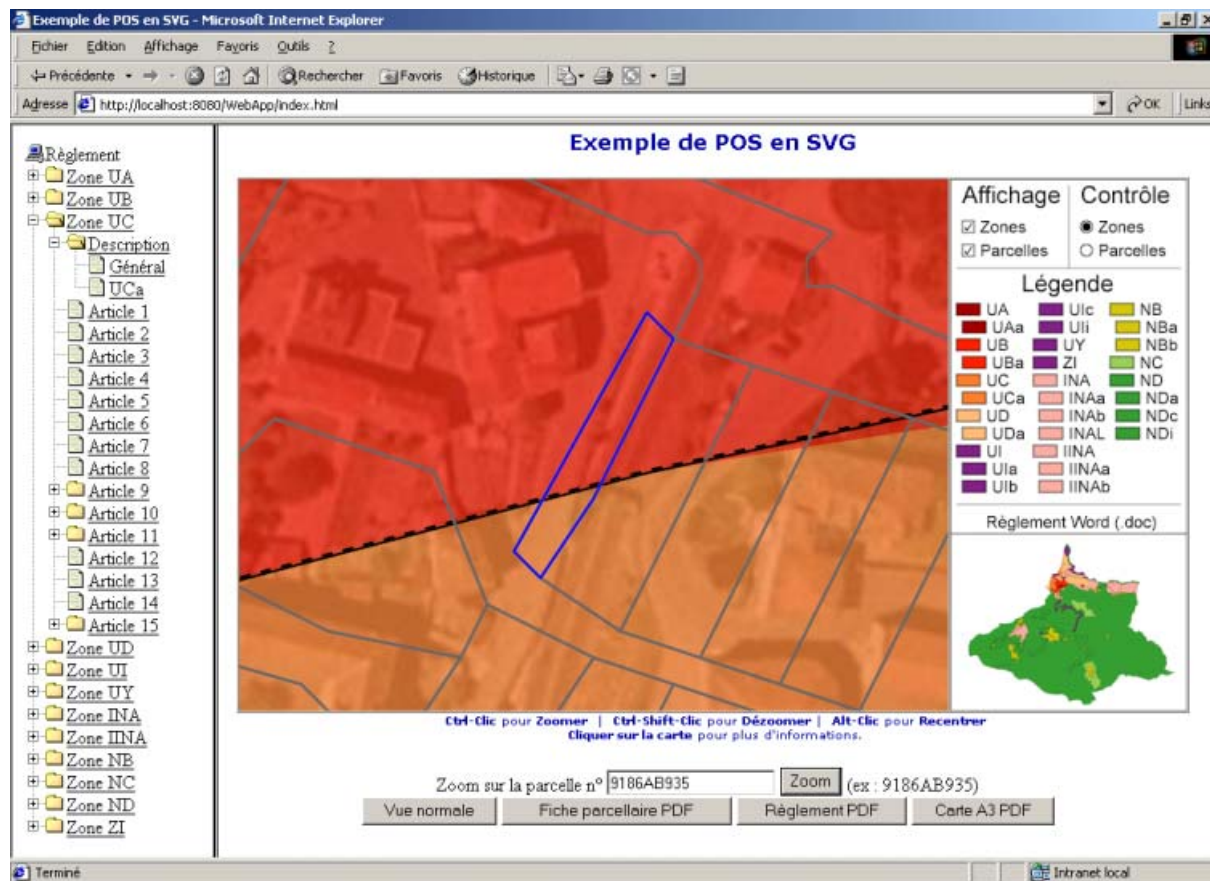 Exemple de POS en SVG - Microsoft Internet Explorer
Fichier Edition Affichage Favoris Outils ?
Précédente Rechercher Favoris Historique
Adresse http://localhost:8080/WebApp/index.html OK Links
Règlement
Zone UA
Zone UB
Zone UC
Description
Général
UCa
Article 1
Article 2
Article 3
Article 4
Article 5
Article 6
Article 7
Article 8
Article 9
Article 10
Article 11
Article 12
Article 13
Article 14
Article 15
Zone UD
Zone UI
Zone UY
Zone INA
Zone IINA
Zone NB
Zone NC
Zone ND
Zone ZI
Exemple de POS en SVG
Affichage Contrôle
Zones Zones
Parcelles Parcelles
Légende
UA UIc NB
UAa UIi NBa
UB UY NBb
UBa ZI NC
UC INA ND
UCa INAa NDa
UD INAb NDc
UDa INAL NDi
UI IINA
UIa IINAa
UIb IINAb
Règlement Word (.doc)
Ctrl-Clic pour Zoomer | Ctrl-Shift-Clic pour Dézoomer | Alt-Clic pour Recentrer
Cliquer sur la carte pour plus d'informations.
Zoom sur la parcelle n° 9186AB935 Zoom (ex : 9186AB935)
Vue normale Fiche parcellaire PDF Règlement PDF Carte A3 PDF
Terminé Intranet local